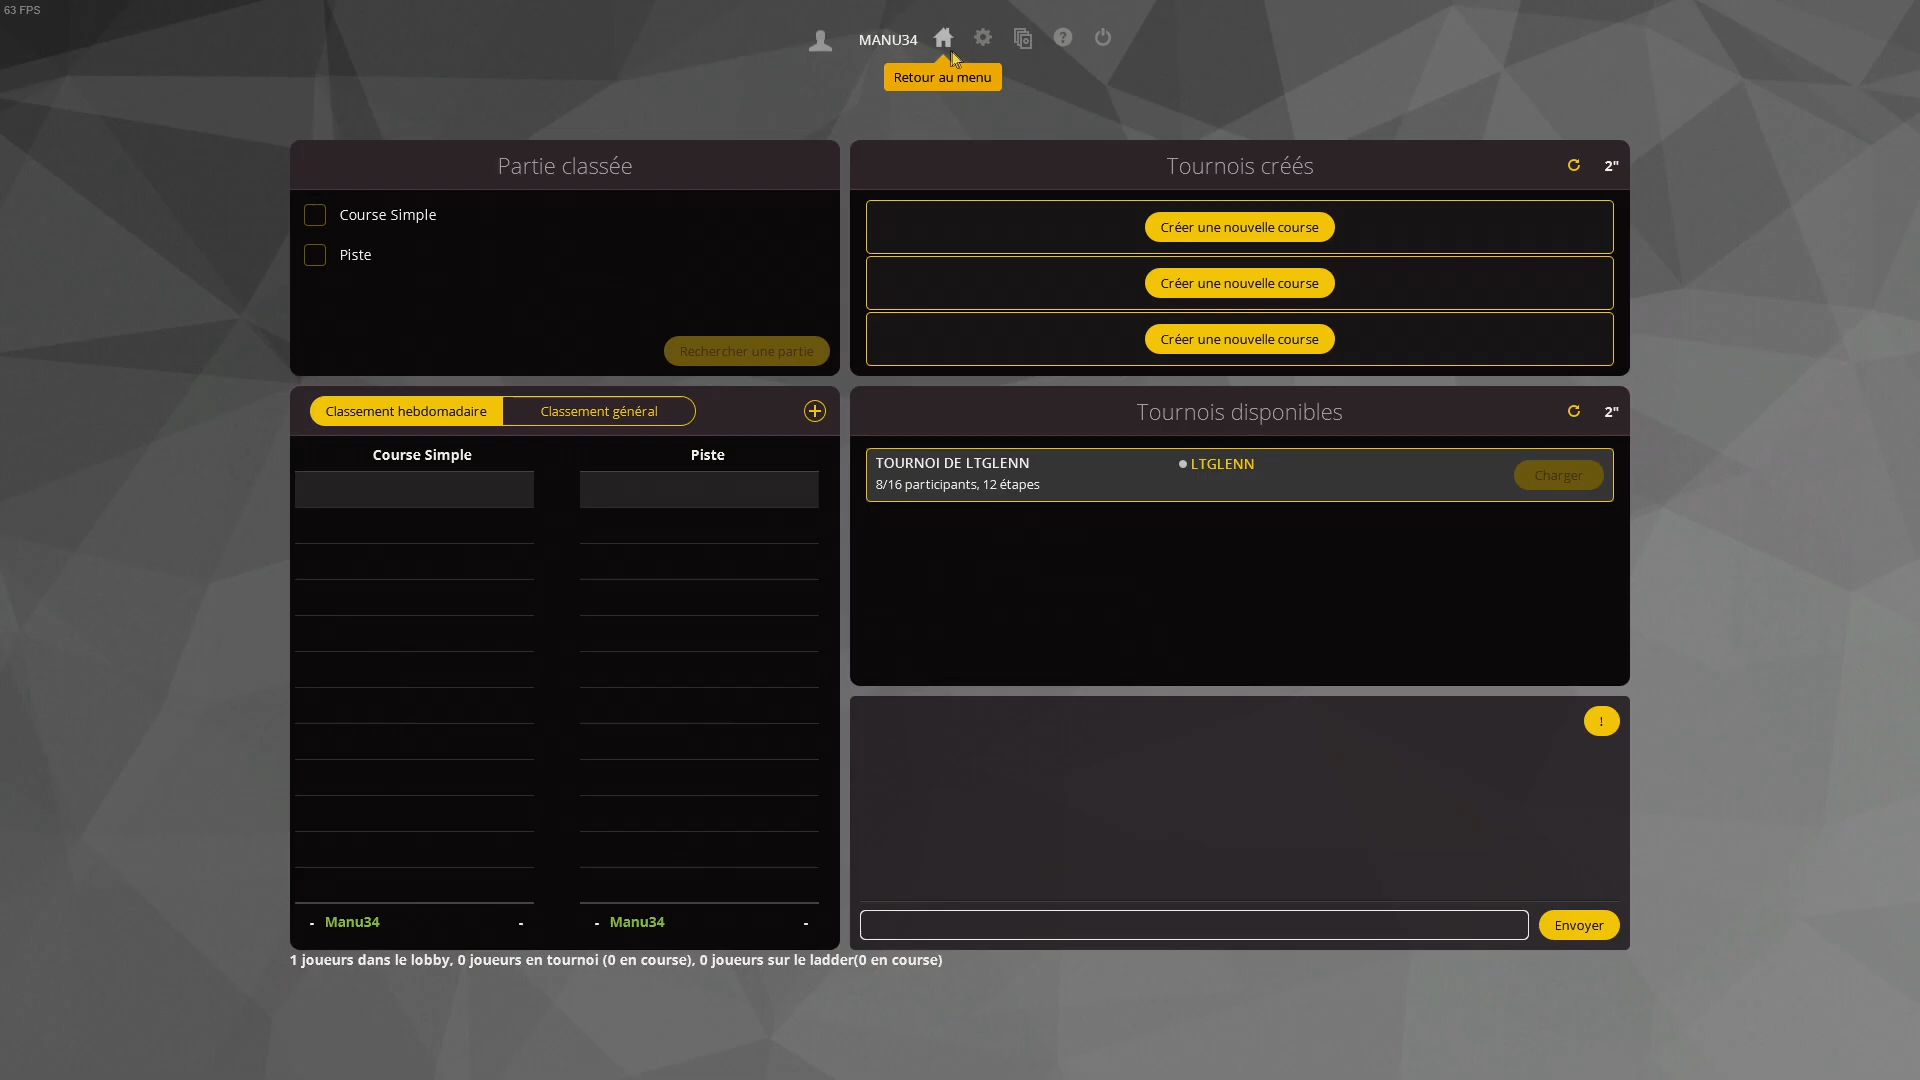 63 FPS
MANU34
Retour au menu
Partie classée
Course Simple
Piste
Rechercher une partie
Tournois créés
2"
Créer une nouvelle course
Créer une nouvelle course
Créer une nouvelle course
Classement hebdomadaire
Classement général
Course Simple
Piste
- Manu34 -
- Manu34 -
Tournois disponibles
2"
TOURNOI DE LTGLENN
LTGLENN
8/16 participants, 12 étapes
Charger
!
Envoyer
1 joueurs dans le lobby, 0 joueurs en tournoi (0 en course), 0 joueurs sur le ladder(0 en course)